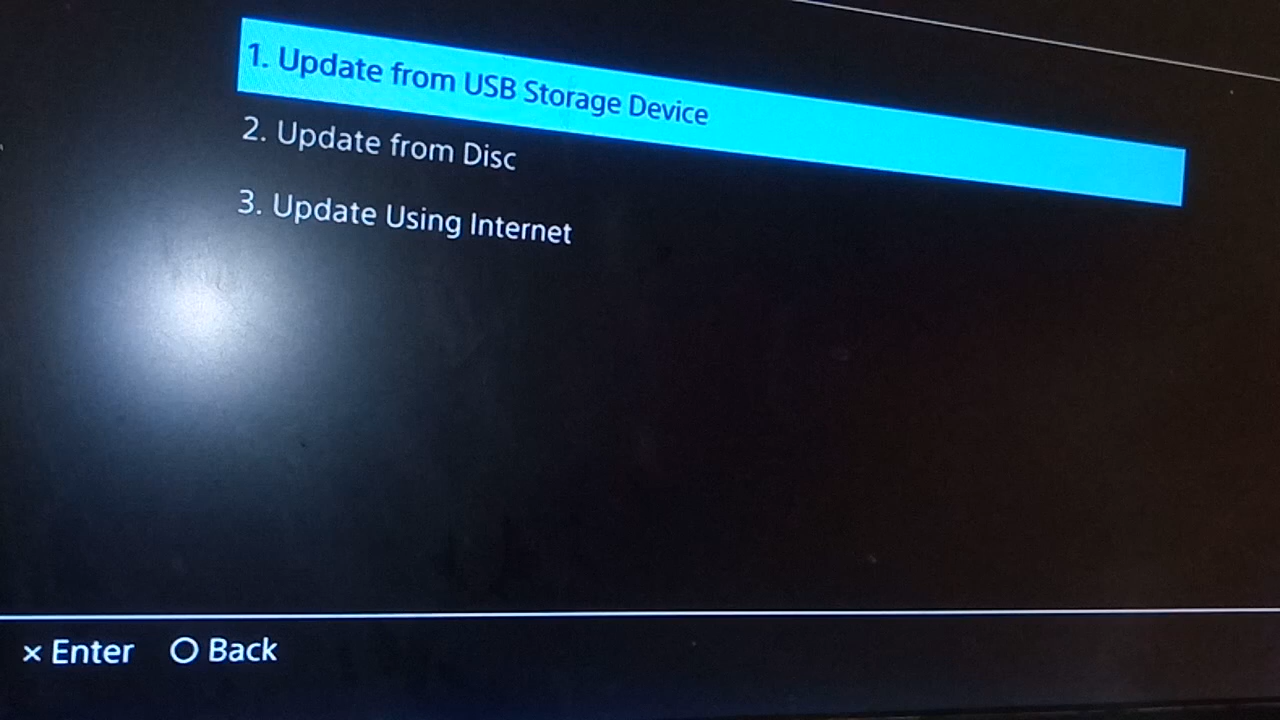 1. Update from USB Storage Device
2. Update from Disc
3. Update Using Internet
× Enter ○ Back